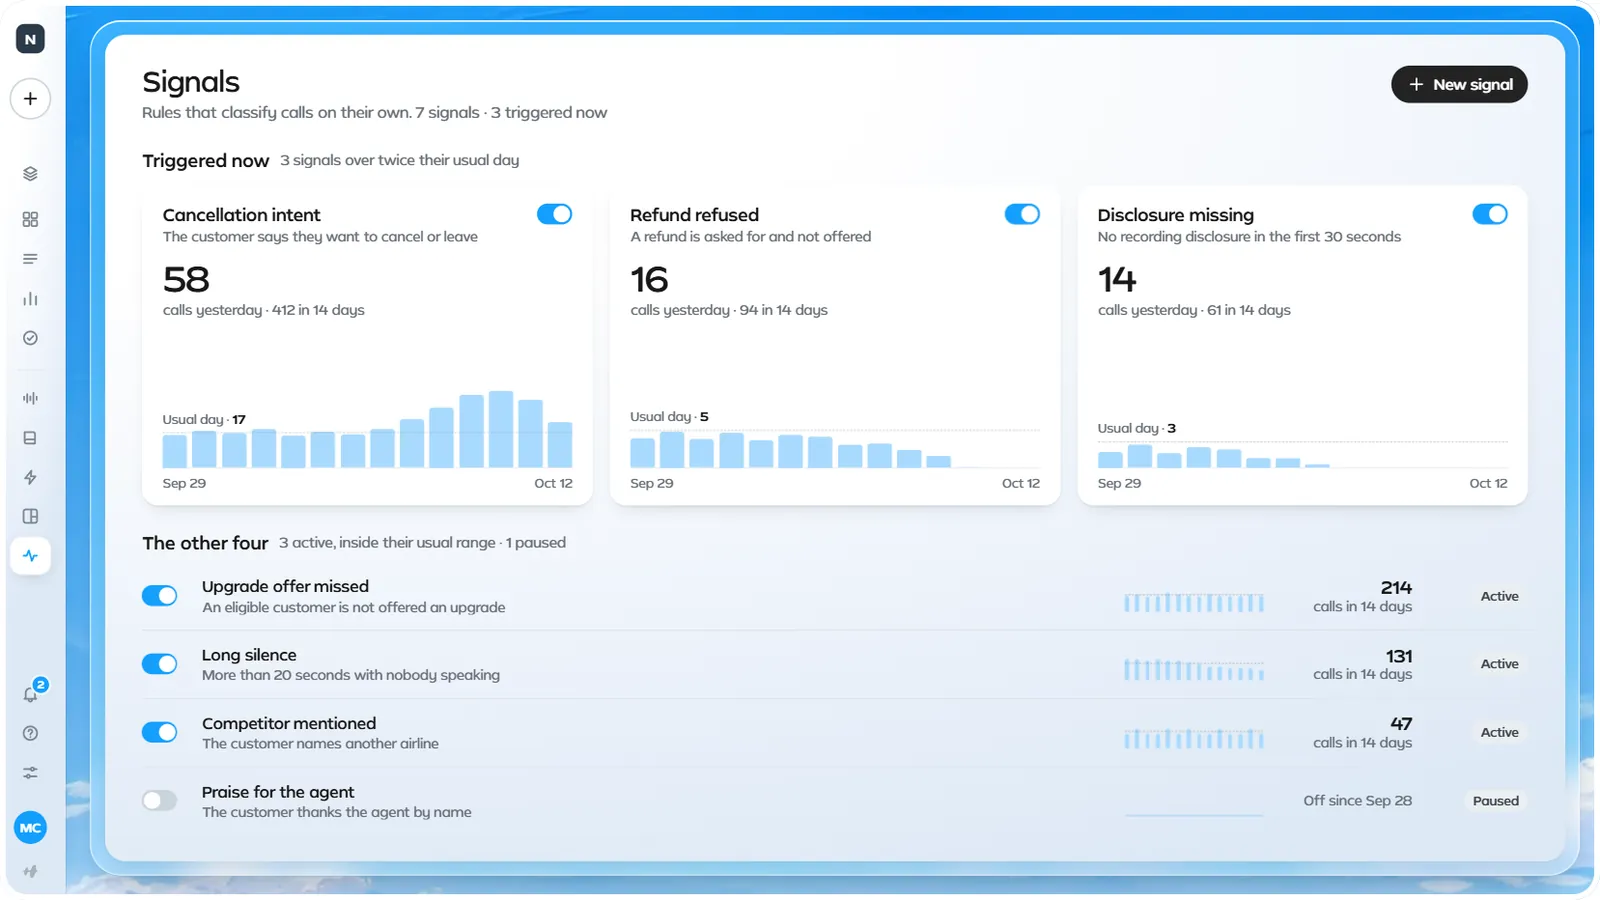 N
Signals
Rules that classify calls on their own. 7 signals · 3 triggered now
+ New signal
Triggered now 3 signals over twice their usual day
Cancellation intent
The customer says they want to cancel or leave
58
calls yesterday · 412 in 14 days
Usual day · 17
Sep 29 Oct 12
Refund refused
A refund is asked for and not offered
16
calls yesterday · 94 in 14 days
Usual day · 5
Sep 29 Oct 12
Disclosure missing
No recording disclosure in the first 30 seconds
14
calls yesterday · 61 in 14 days
Usual day · 3
Sep 29 Oct 12
The other four 3 active, inside their usual range · 1 paused
Upgrade offer missed
An eligible customer is not offered an upgrade
214
calls in 14 days
Active
Long silence
More than 20 seconds with nobody speaking
131
calls in 14 days
Active
Competitor mentioned
The customer names another airline
47
calls in 14 days
Active
Praise for the agent
The customer thanks the agent by name
Off since Sep 28
Paused
2
MC